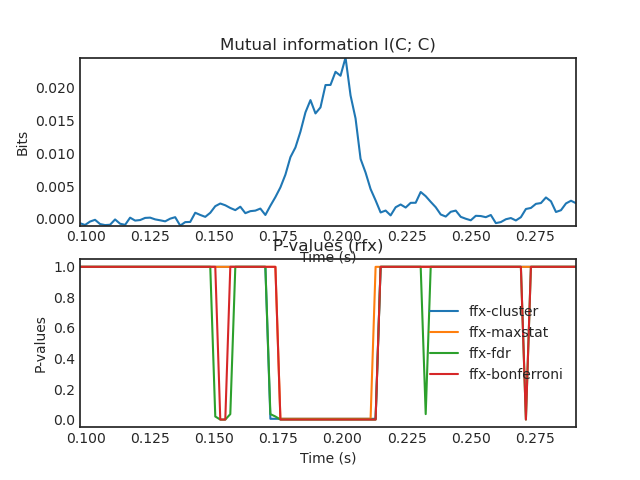 Mutual information I(C; C)
Bits
0.020
0.015
0.010
0.005
0.000
0.100 0.125 0.150 0.175 0.200 0.225 0.250 0.275
Time (s)
P-values (rfx)
P-values
1.0
0.8
0.6
0.4
0.2
0.0
ffx-cluster
ffx-maxstat
ffx-fdr
ffx-bonferroni
0.100 0.125 0.150 0.175 0.200 0.225 0.250 0.275
Time (s)